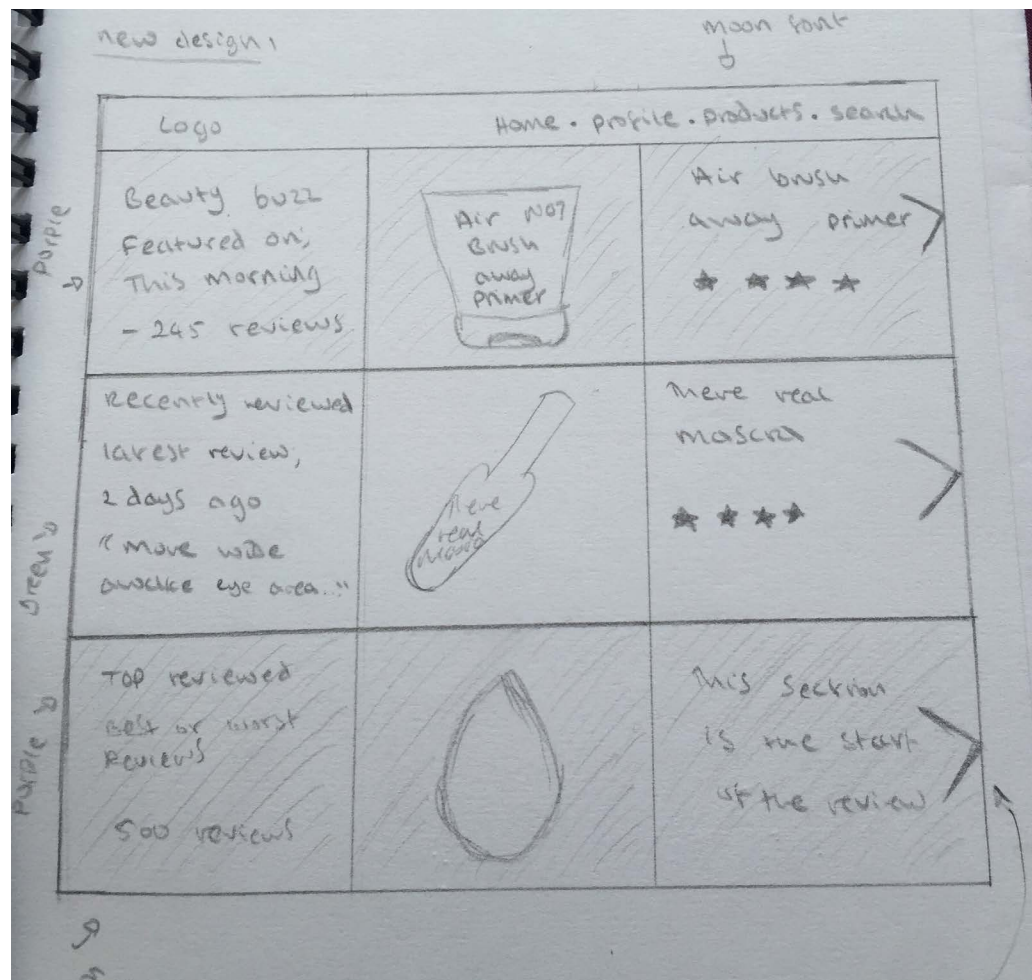 new design,
moon font
Logo
Home . profile . products . search
Purple
Beauty buzz
Featured on,
This morning
- 245 reviews
Air NO7
Brush
away
primer
Air brush
away primer
Green
Recently reviewed
latest review,
2 days ago
"Move wide
awake eye area..."
real
real
mascra
Purple
Top reviewed
Best or worst
Reviews
500 reviews
This section
is the start
of the review